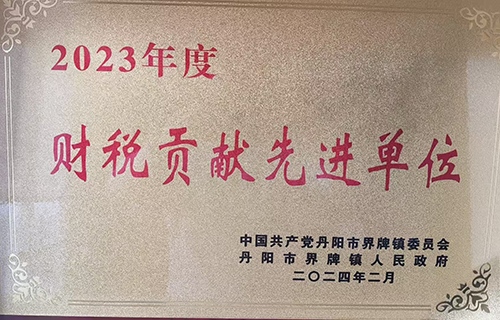 2023年度
财税贡献先进单位
中国共产党丹阳市界牌镇委员会
丹阳市界牌镇人民政府
二〇二四年二月